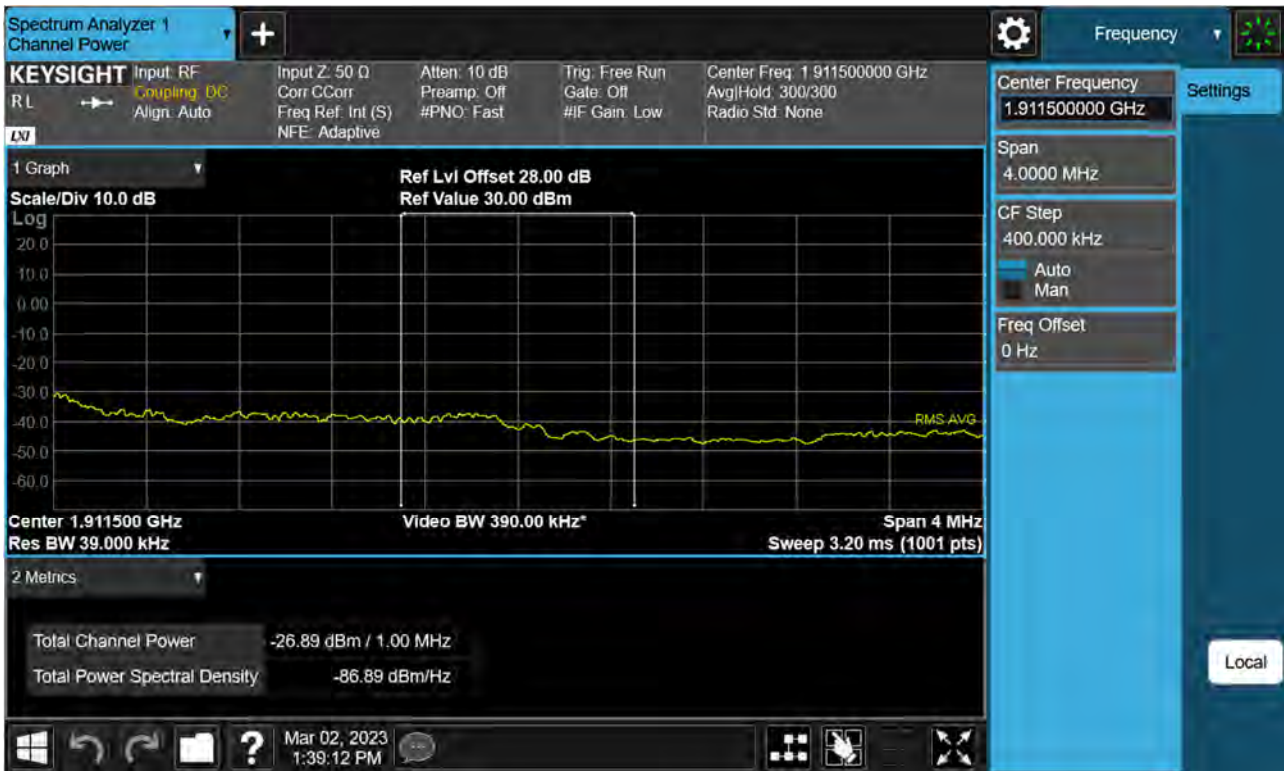 Spectrum Analyzer 1
Channel Power
+
Frequency
KEYSIGHT
RL
LXI
Input: RF
Coupling: DC
Align: Auto
Input Z: 50 Ω
Corr CCorr
Freq Ref: Int (S)
NFE: Adaptive
Atten: 10 dB
Preamp: Off
#PNO: Fast
Trig: Free Run
Gate: Off
#IF Gain: Low
Center Freq: 1.911500000 GHz
Avg|Hold: 300/300
Radio Std: None
Center Frequency
1.911500000 GHz
Settings
Span
4.0000 MHz
CF Step
400.000 kHz
Auto
Man
Freq Offset
0 Hz
Local
1 Graph
Scale/Div 10.0 dB
Ref Lvl Offset 28.00 dB
Ref Value 30.00 dBm
Log
20.0
10.0
0.00
-10.0
-20.0
-30.0
-40.0
-50.0
-60.0
RMS AVG
Center 1.911500 GHz
Res BW 39.000 kHz
Video BW 390.00 kHz*
Span 4 MHz
Sweep 3.20 ms (1001 pts)
2 Metrics
Total Channel Power -26.89 dBm / 1.00 MHz
Total Power Spectral Density -86.89 dBm/Hz
?
Mar 02, 2023
1:39:12 PM